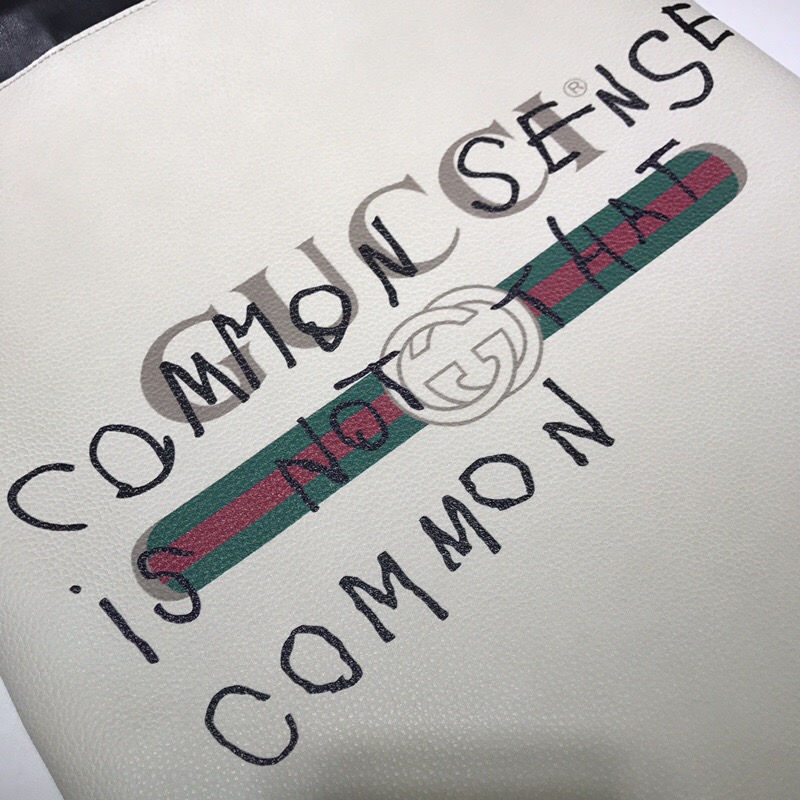 GUCCI®
COMMON SENSE
iS NOT THAT
COMMON